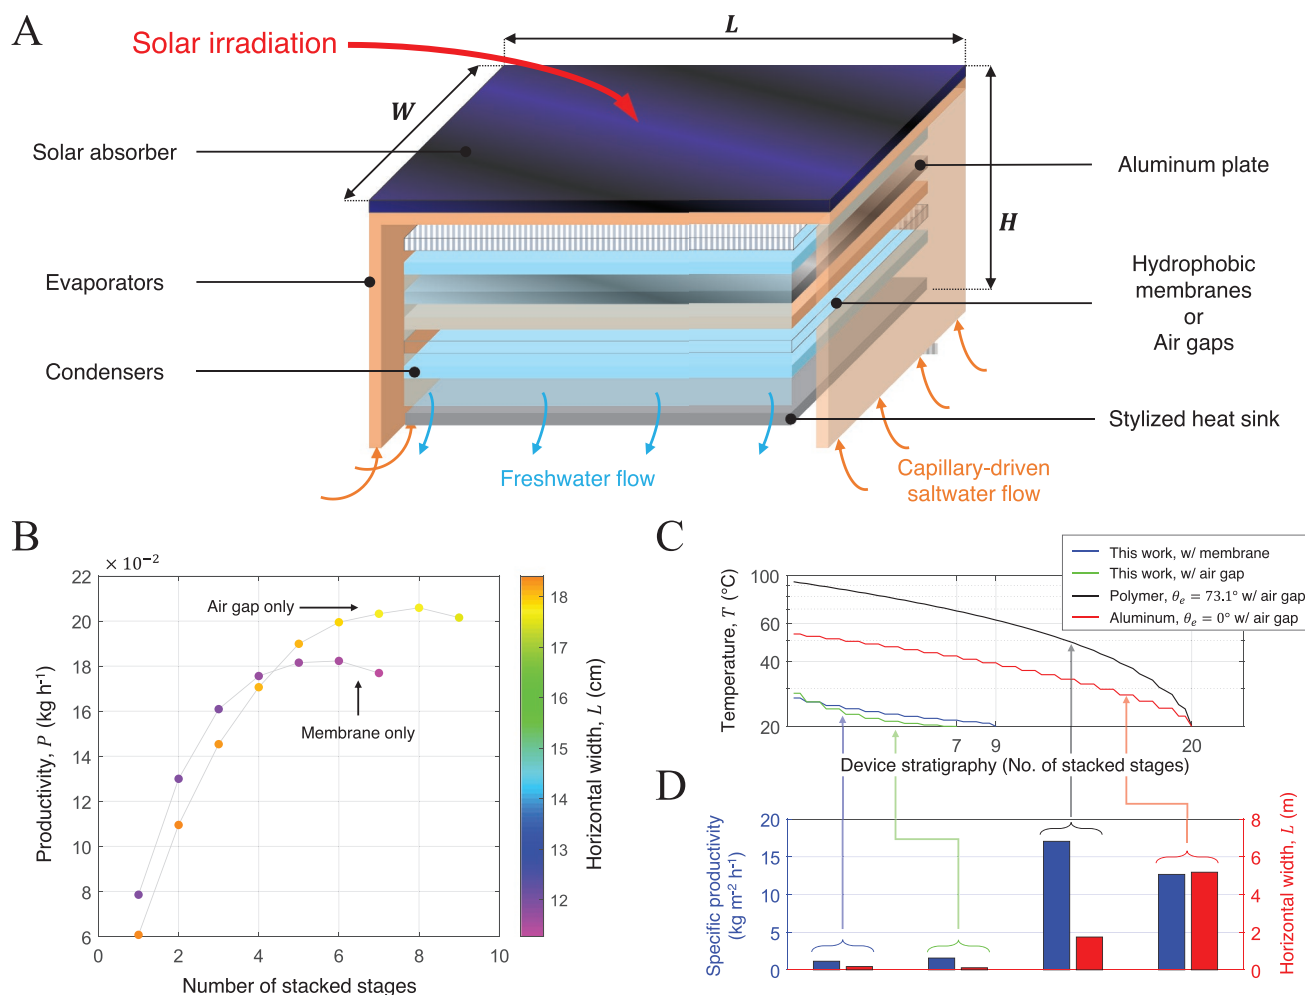 A
Solar irradiation
L
W
Solar absorber
Aluminum plate
H
Evaporators
Hydrophobic
membranes
or
Air gaps
Condensers
Stylized heat sink
Freshwater flow
Capillary-driven
saltwater flow
B
× 10⁻²
Productivity, P (kg h⁻¹)
22
20
18
16
14
12
10
8
6
0
2
4
6
8
10
Number of stacked stages
Air gap only
Membrane only
18
17
16
15
14
13
12
Horizontal width, L (cm)
C
This work, w/ membrane
This work, w/ air gap
Polymer, θₑ = 73.1° w/ air gap
Aluminum, θₑ = 0° w/ air gap
Temperature, T (°C)
100
60
40
20
7
9
20
Device stratigraphy (No. of stacked stages)
D
Specific productivity
(kg m⁻² h⁻¹)
20
15
10
5
0
8
6
4
2
0
Horizontal width, L (m)